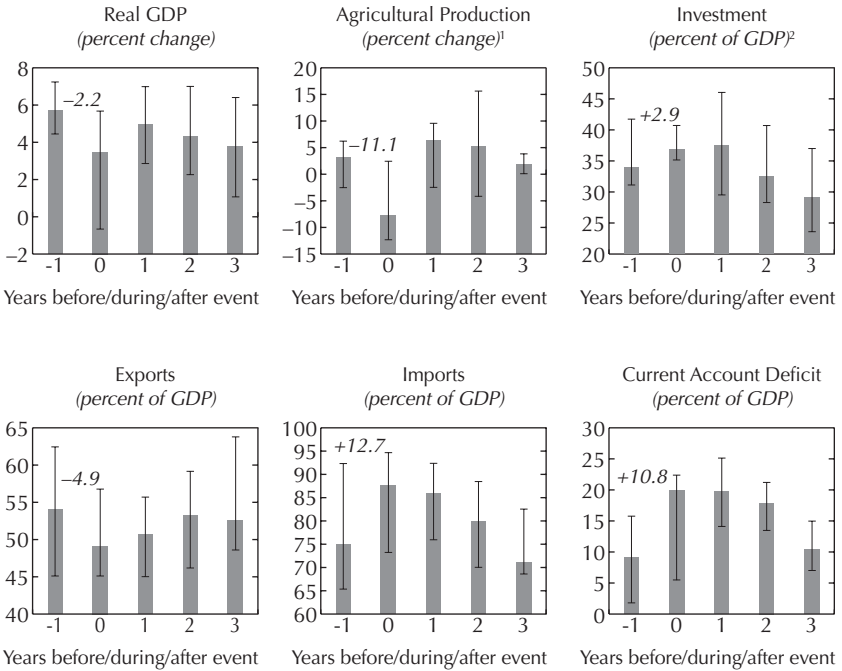 Real GDP
(percent change)
8
6
4
2
0
–2
–2.2
-1 0 1 2 3
Years before/during/after event
Agricultural Production
(percent change)¹
20
15
10
5
0
–5
–10
–15
–11.1
-1 0 1 2 3
Years before/during/after event
Investment
(percent of GDP)²
50
45
40
35
30
25
20
+2.9
-1 0 1 2 3
Years before/during/after event
Exports
(percent of GDP)
65
60
55
50
45
40
–4.9
-1 0 1 2 3
Years before/during/after event
Imports
(percent of GDP)
100
95
90
85
80
75
70
65
60
+12.7
-1 0 1 2 3
Years before/during/after event
Current Account Deficit
(percent of GDP)
30
25
20
15
10
5
0
+10.8
-1 0 1 2 3
Years before/during/after event